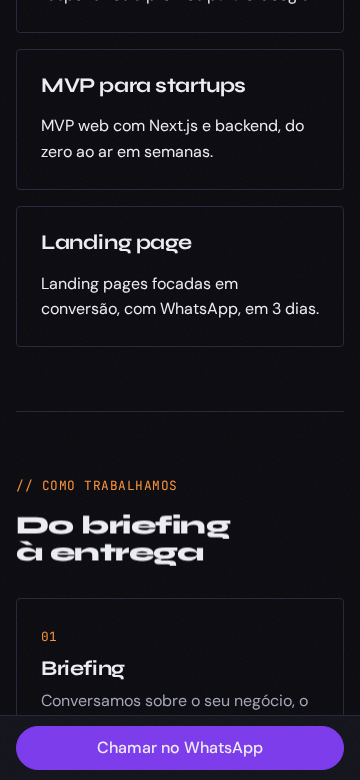 MVP para startups
MVP web com Next.js e backend, do
zero ao ar em semanas.
Landing page
Landing pages focadas em
conversão, com WhatsApp, em 3 dias.
// COMO TRABALHAMOS
Do briefing
à entrega
01
Briefing
Conversamos sobre o seu negócio, o
Chamar no WhatsApp